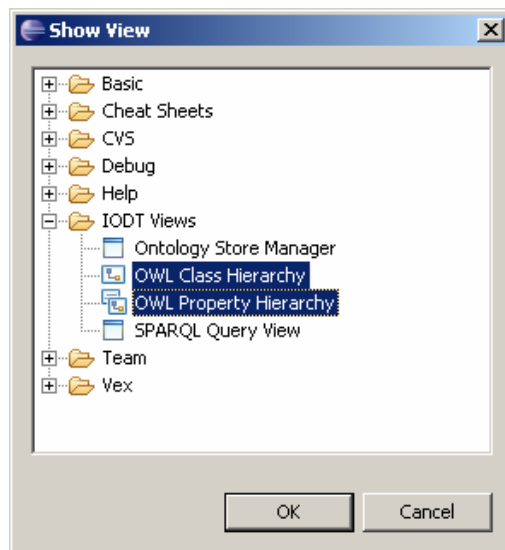 Show View
Basic
Cheat Sheets
CVS
Debug
Help
IODT Views
Ontology Store Manager
OWL Class Hierarchy
OWL Property Hierarchy
SPARQL Query View
Team
Vex
OK Cancel